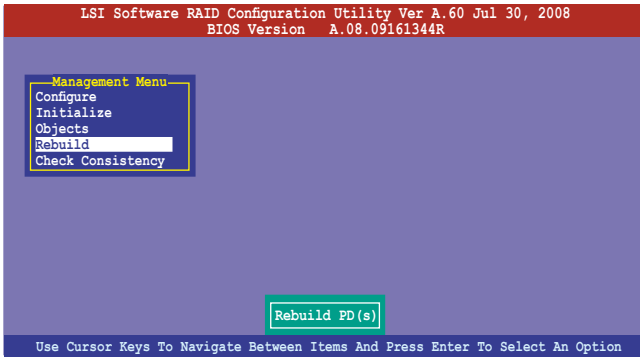 LSI Software RAID Configuration Utility Ver A.60 Jul 30, 2008
BIOS Version A.08.09161344R
Management Menu
Configure
Initialize
Objects
Rebuild
Check Consistency
Rebuild PD(s)
Use Cursor Keys To Navigate Between Items And Press Enter To Select An Option